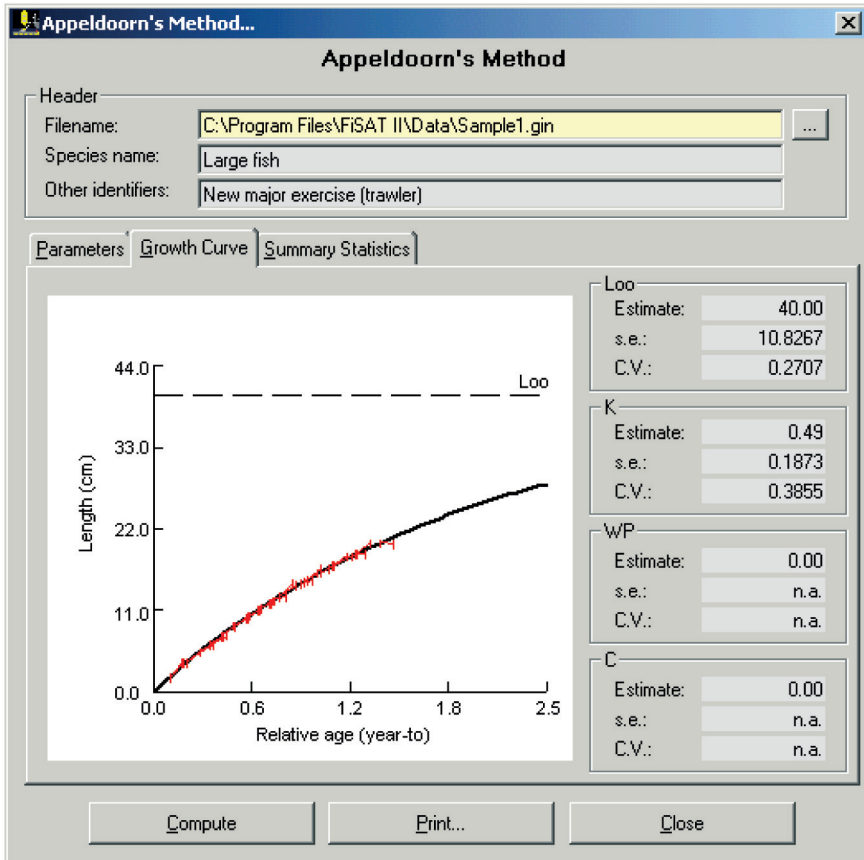 Appeldoorn's Method...
Appeldoorn's Method
Header
Filename: C:\Program Files\FiSAT II\Data\Sample1.gin ...
Species name: Large fish
Other identifiers: New major exercise (trawler)
Parameters Growth Curve Summary Statistics
44.0
33.0
22.0
11.0
0.0
Length (cm)
Loo
0.0 0.6 1.2 1.8 2.5
Relative age (year-to)
Loo
Estimate: 40.00
s.e.: 10.8267
C.V.: 0.2707
K
Estimate: 0.49
s.e.: 0.1873
C.V.: 0.3855
WP
Estimate: 0.00
s.e.: n.a.
C.V.: n.a.
C
Estimate: 0.00
s.e.: n.a.
C.V.: n.a.
Compute Print... Close